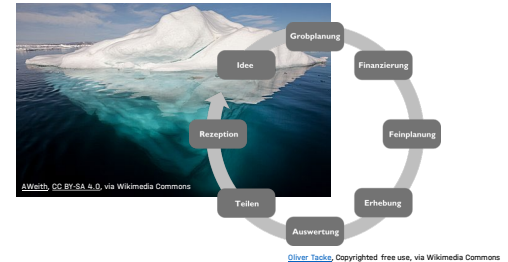 Grobplanung
Idee
Finanzierung
Rezeption
Feinplanung
Teilen
Erhebung
Auswertung
AWeith, CC BY-SA 4.0, via Wikimedia Commons
Oliver Tacke, Copyrighted free use, via Wikimedia Commons